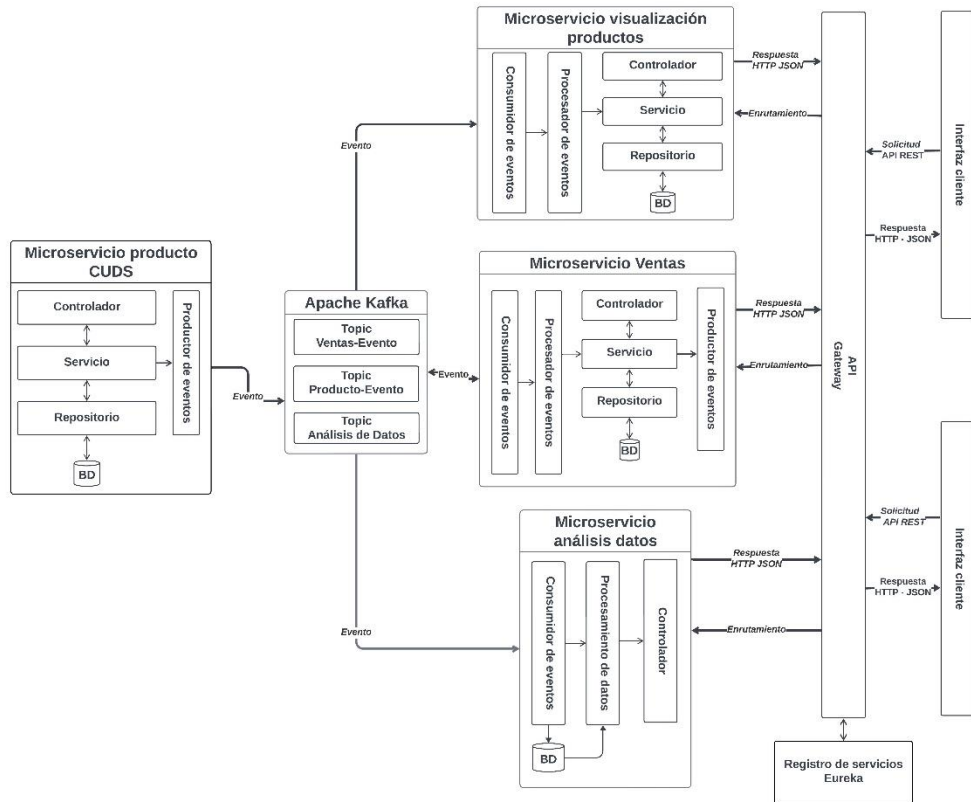 Microservicio visualización
productos
Consumidor de eventos
Procesador de eventos
Controlador
Servicio
Repositorio
BD
Respuesta
HTTP JSON
Enrutamiento
Evento
Microservicio producto
CUDS
Controlador
Servicio
Repositorio
BD
Productor de eventos
Evento
Apache Kafka
Topic
Ventas-Evento
Topic
Producto-Evento
Topic
Análisis de Datos
Evento
Microservicio Ventas
Consumidor de eventos
Procesador de eventos
Controlador
Servicio
Repositorio
BD
Productor de eventos
Respuesta
HTTP JSON
Enrutamiento
Evento
Microservicio
análisis datos
Consumidor de eventos
Procesamiento de datos
Controlador
BD
Respuesta
HTTP JSON
Enrutamiento
API
Gateway
Solicitud
API REST
Respuesta
HTTP - JSON
Interfaz cliente
Solicitud
API REST
Respuesta
HTTP - JSON
Interfaz cliente
Registro de servicios
Eureka